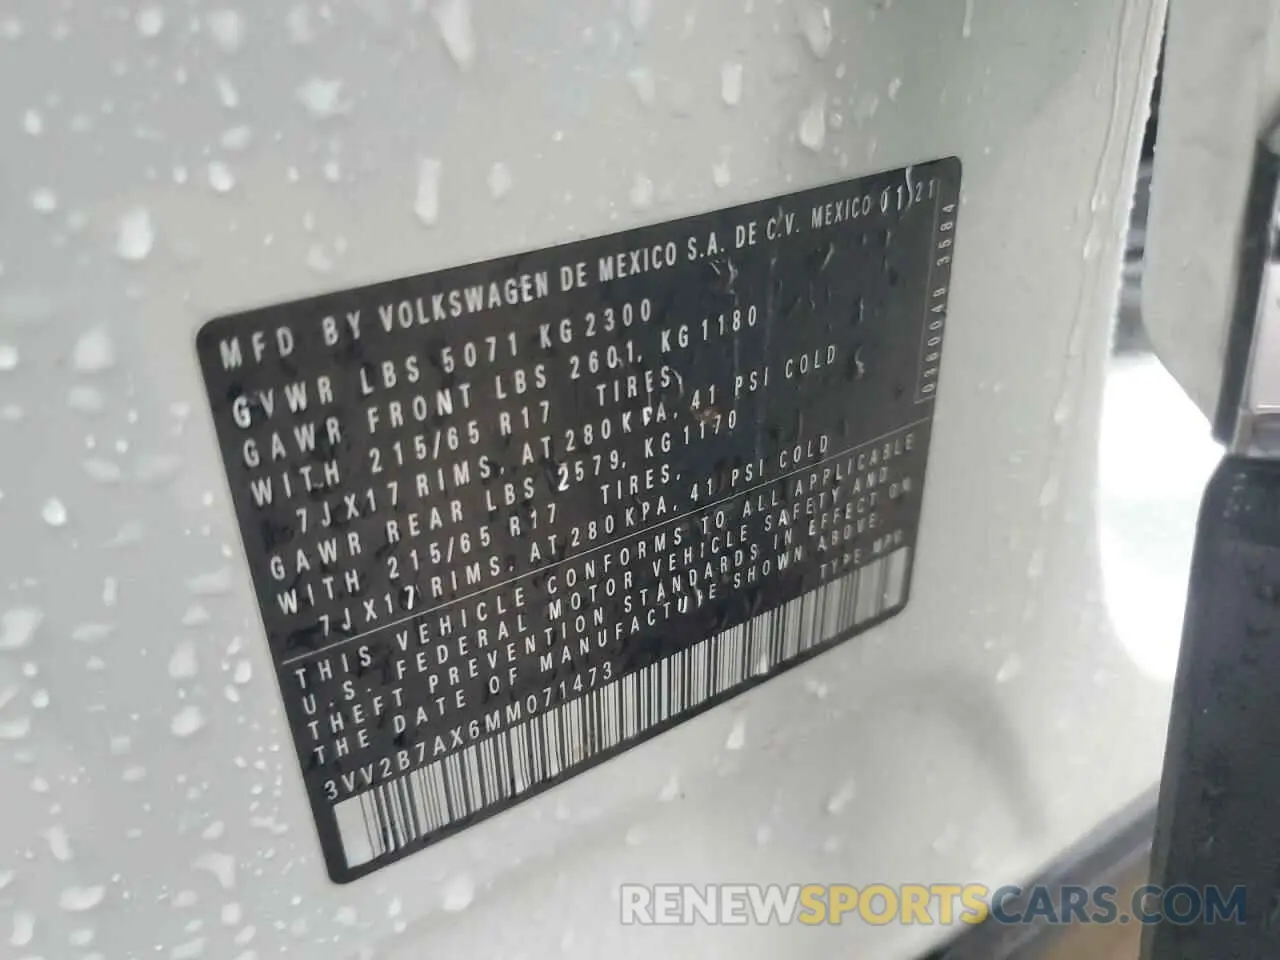 MFD BY VOLKSWAGEN DE MEXICO S.A. DE C.V. MEXICO 01/21
GVWR LBS 5071 KG 2300
GAWR FRONT LBS 2601, KG 1180
WITH 215/65 R17 TIRES,
7JX17 RIMS, AT 280 KPA, 41 PSI COLD
GAWR REAR LBS 2579, KG 1170
WITH 215/65 R17 TIRES,
7JX17 RIMS, AT 280 KPA, 41 PSI COLD
THIS VEHICLE CONFORMS TO ALL APPLICABLE
U.S. FEDERAL MOTOR VEHICLE SAFETY AND
THEFT PREVENTION STANDARDS IN EFFECT ON
THE DATE OF MANUFACTURE SHOWN ABOVE.
3VV2B7AX6MM071473 TYPE MPV
0360049 3584
RENEWSPORTSCARS.COM